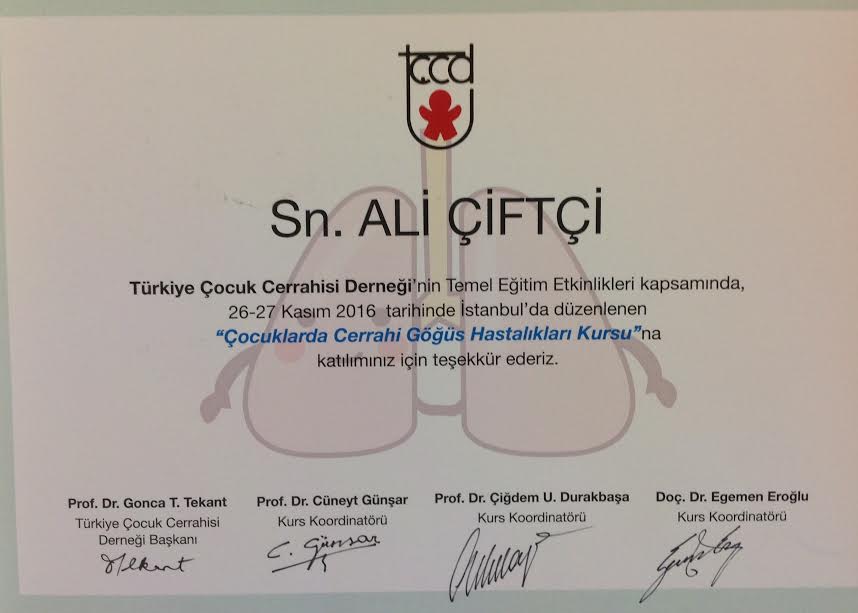 tçcd
Sn. ALİ ÇİFTÇİ
Türkiye Çocuk Cerrahisi Derneği'nin Temel Eğitim Etkinlikleri kapsamında,
26-27 Kasım 2016 tarihinde İstanbul'da düzenlenen
“Çocuklarda Cerrahi Göğüs Hastalıkları Kursu”na
katılımınız için teşekkür ederiz.
Prof. Dr. Gonca T. Tekant
Türkiye Çocuk Cerrahisi
Derneği Başkanı
Prof. Dr. Cüneyt Günşar
Kurs Koordinatörü
C. Günsar
Prof. Dr. Çiğdem U. Durakbaşa
Kurs Koordinatörü
Doç. Dr. Egemen Eroğlu
Kurs Koordinatörü